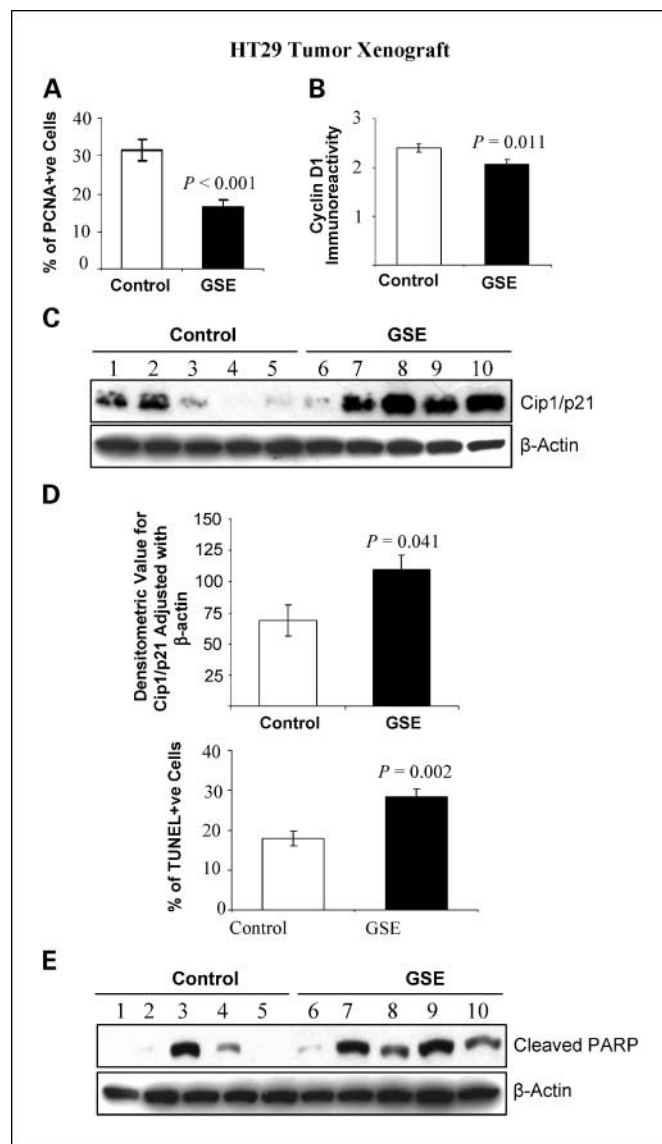 HT29 Tumor Xenograft
A
% of PCNA+ve Cells
40
30
20
10
0
P < 0.001
Control GSE
B
Cyclin D1
Immunoreactivity
3
2
1
P = 0.011
Control GSE
C
Control GSE
1 2 3 4 5 6 7 8 9 10
Cip1/p21
β-Actin
D
Densitometric Value for
Cip1/p21 Adjusted with
β-actin
150
125
100
75
50
25
P = 0.041
Control GSE
% of TUNEL+ve Cells
40
30
20
10
0
P = 0.002
Control GSE
E
Control GSE
1 2 3 4 5 6 7 8 9 10
Cleaved PARP
β-Actin